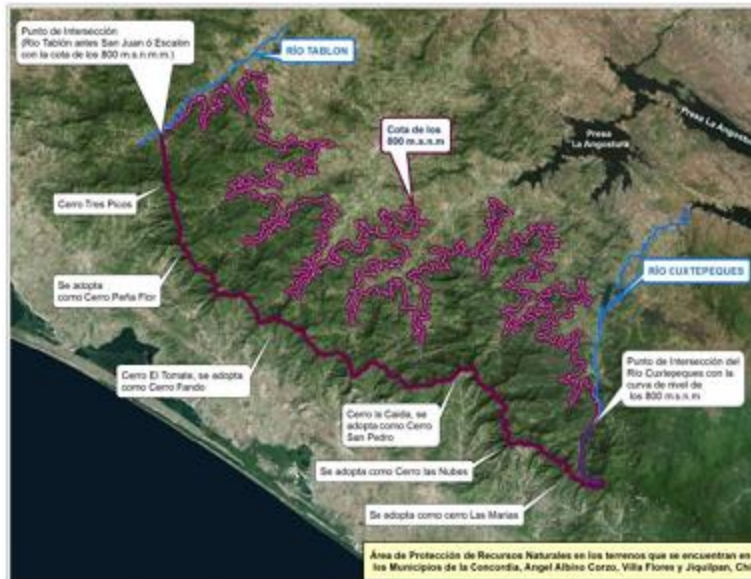 Punto de Intersección
(Río Tablón antes San Juan ó Escalón
con la cota de los 800 m.s.n.m.)
RÍO TABLON
Cota de los
800 m.s.n.m
Presa
La Angostura
Presa La Angostura
Cerro Tres Picos
Se adopta
como Cerro Peña Flor
RÍO CUXTEPEQUES
Cerro El Tomate, se adopta
como Cerro Fando
Punto de Intersección del
Río Cuxtepeques con la
curva de nivel de
los 800 m.s.n.m
Cerro la Caida, se
adopta como Cerro
San Pedro
Se adopta como Cerro las Nubes
Se adopta como cerro Las Marias
Área de Protección de Recursos Naturales en los terrenos que se encuentran en
los Municipios de la Concordia, Angel Albino Corzo, Villa Flores y Jiquilpan, Chi